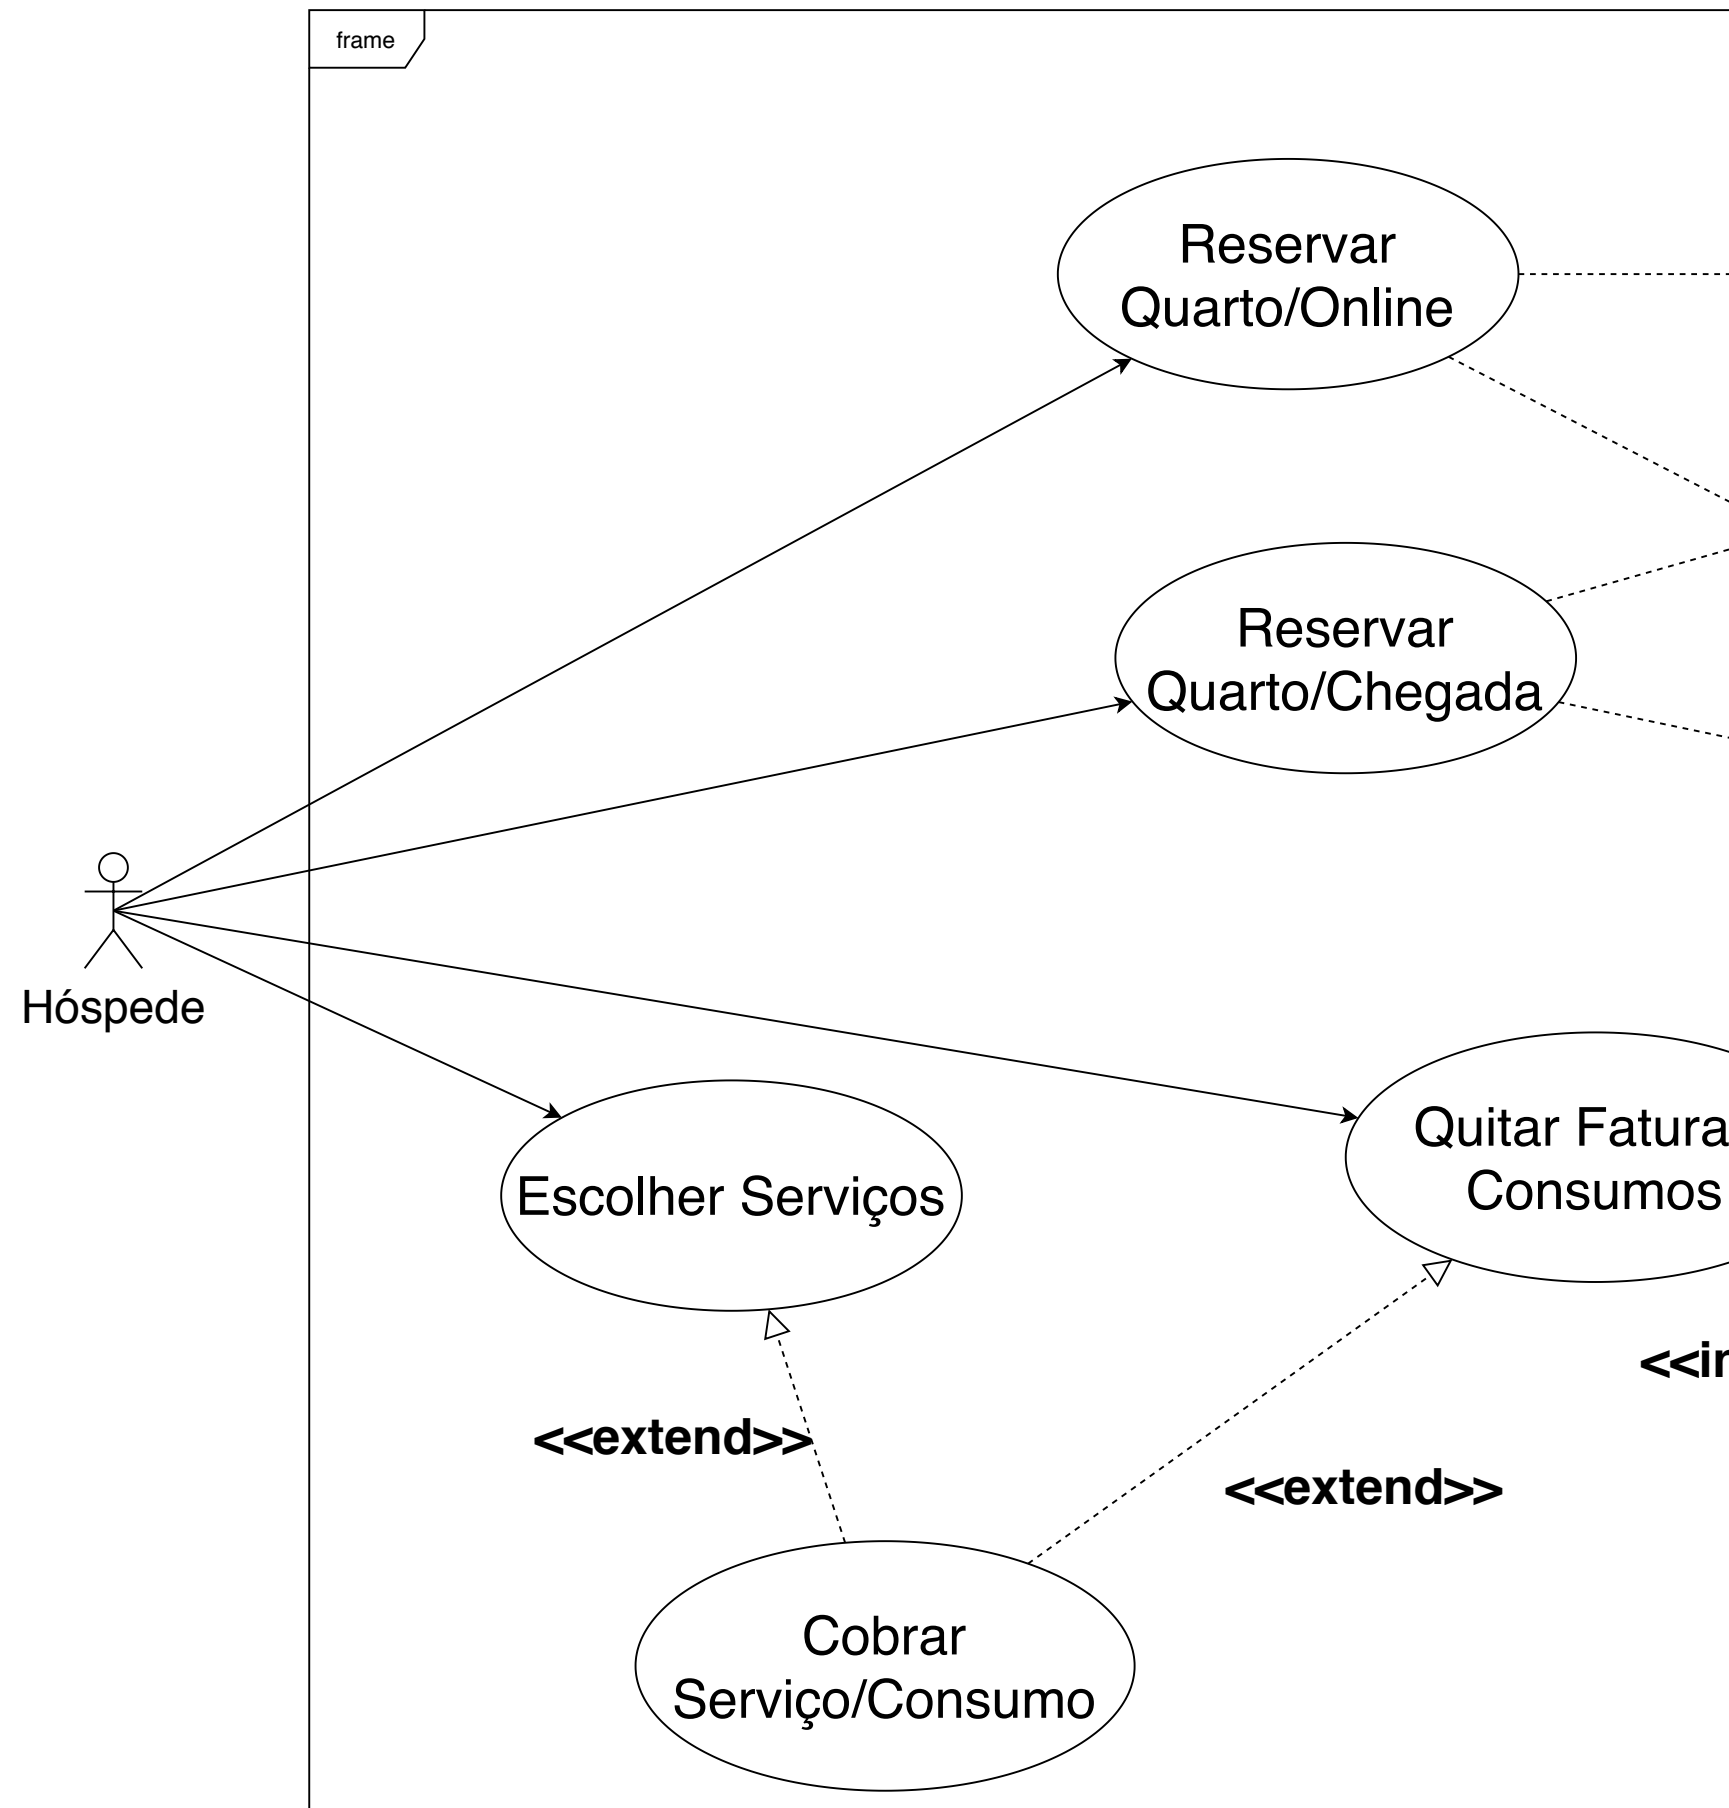 frame
Reservar
Quarto/Online
Reservar
Quarto/Chegada
Hóspede
Quitar Fatura
Consumos
Escolher Serviços
<<extend>>
<<extend>>
Cobrar
Serviço/Consumo